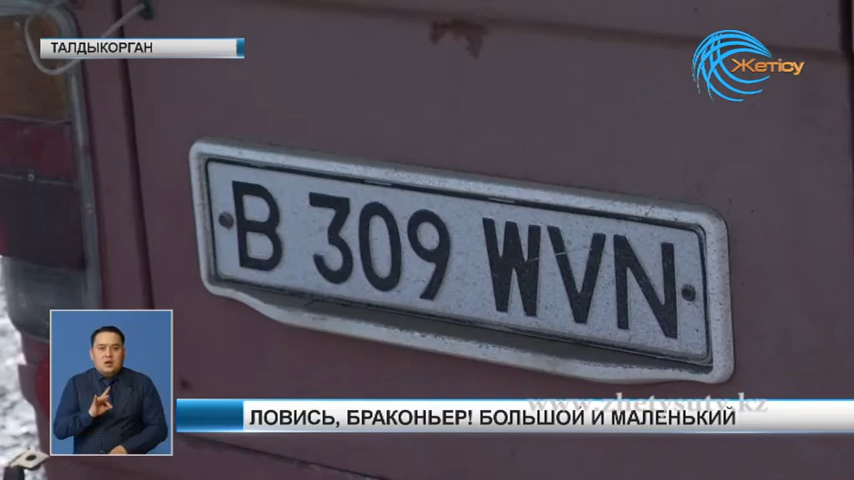 ТАЛДЫКОРГАН
Жетісу
B 309 WVN
www.zhetysutv.kz
ЛОВИСЬ, БРАКОНЬЕР! БОЛЬШОЙ И МАЛЕНЬКИЙ